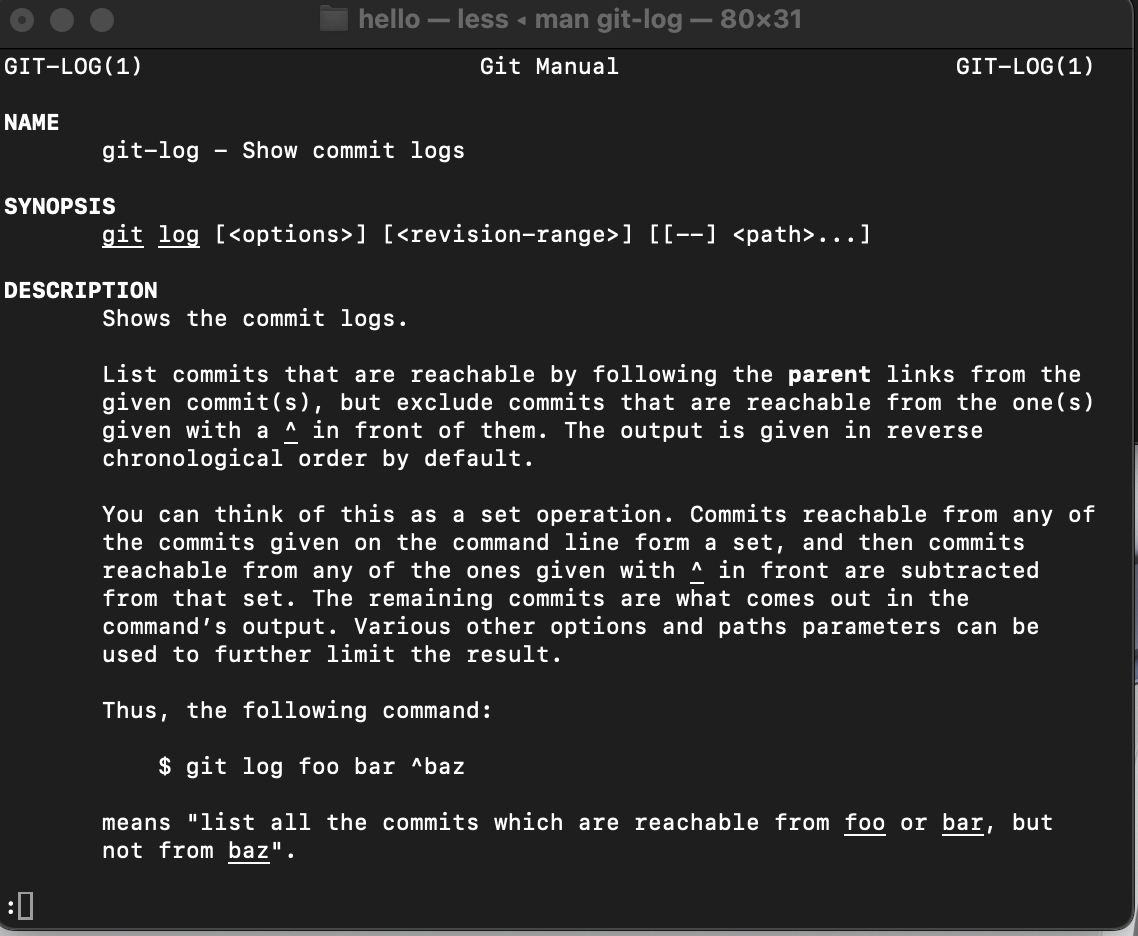 hello — less ◂ man git-log — 80×31
GIT-LOG(1) Git Manual GIT-LOG(1)
NAME
git-log - Show commit logs
SYNOPSIS
git log [<options>] [<revision-range>] [[--] <path>...]
DESCRIPTION
Shows the commit logs.
List commits that are reachable by following the parent links from the
given commit(s), but exclude commits that are reachable from the one(s)
given with a ^ in front of them. The output is given in reverse
chronological order by default.
You can think of this as a set operation. Commits reachable from any of
the commits given on the command line form a set, and then commits
reachable from any of the ones given with ^ in front are subtracted
from that set. The remaining commits are what comes out in the
command’s output. Various other options and paths parameters can be
used to further limit the result.
Thus, the following command:
$ git log foo bar ^baz
means "list all the commits which are reachable from foo or bar, but
not from baz".
: